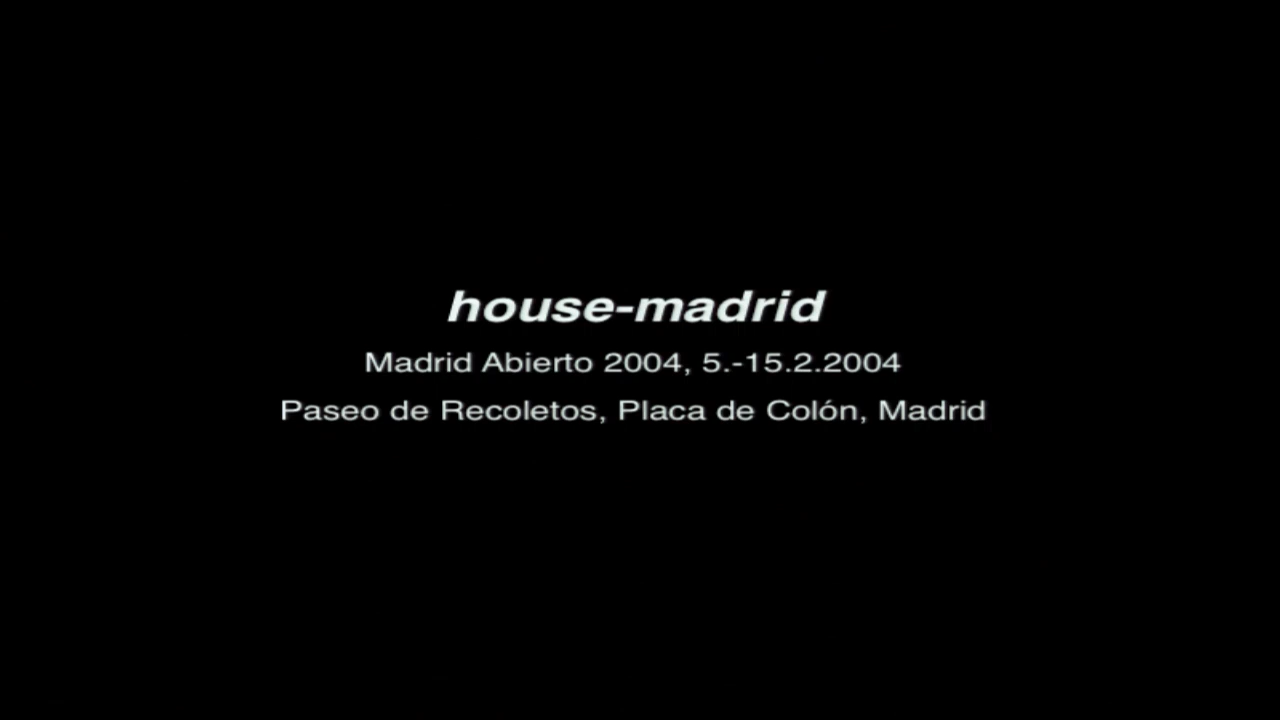 house-madrid
Madrid Abierto 2004, 5.-15.2.2004
Paseo de Recoletos, Placa de Colón, Madrid